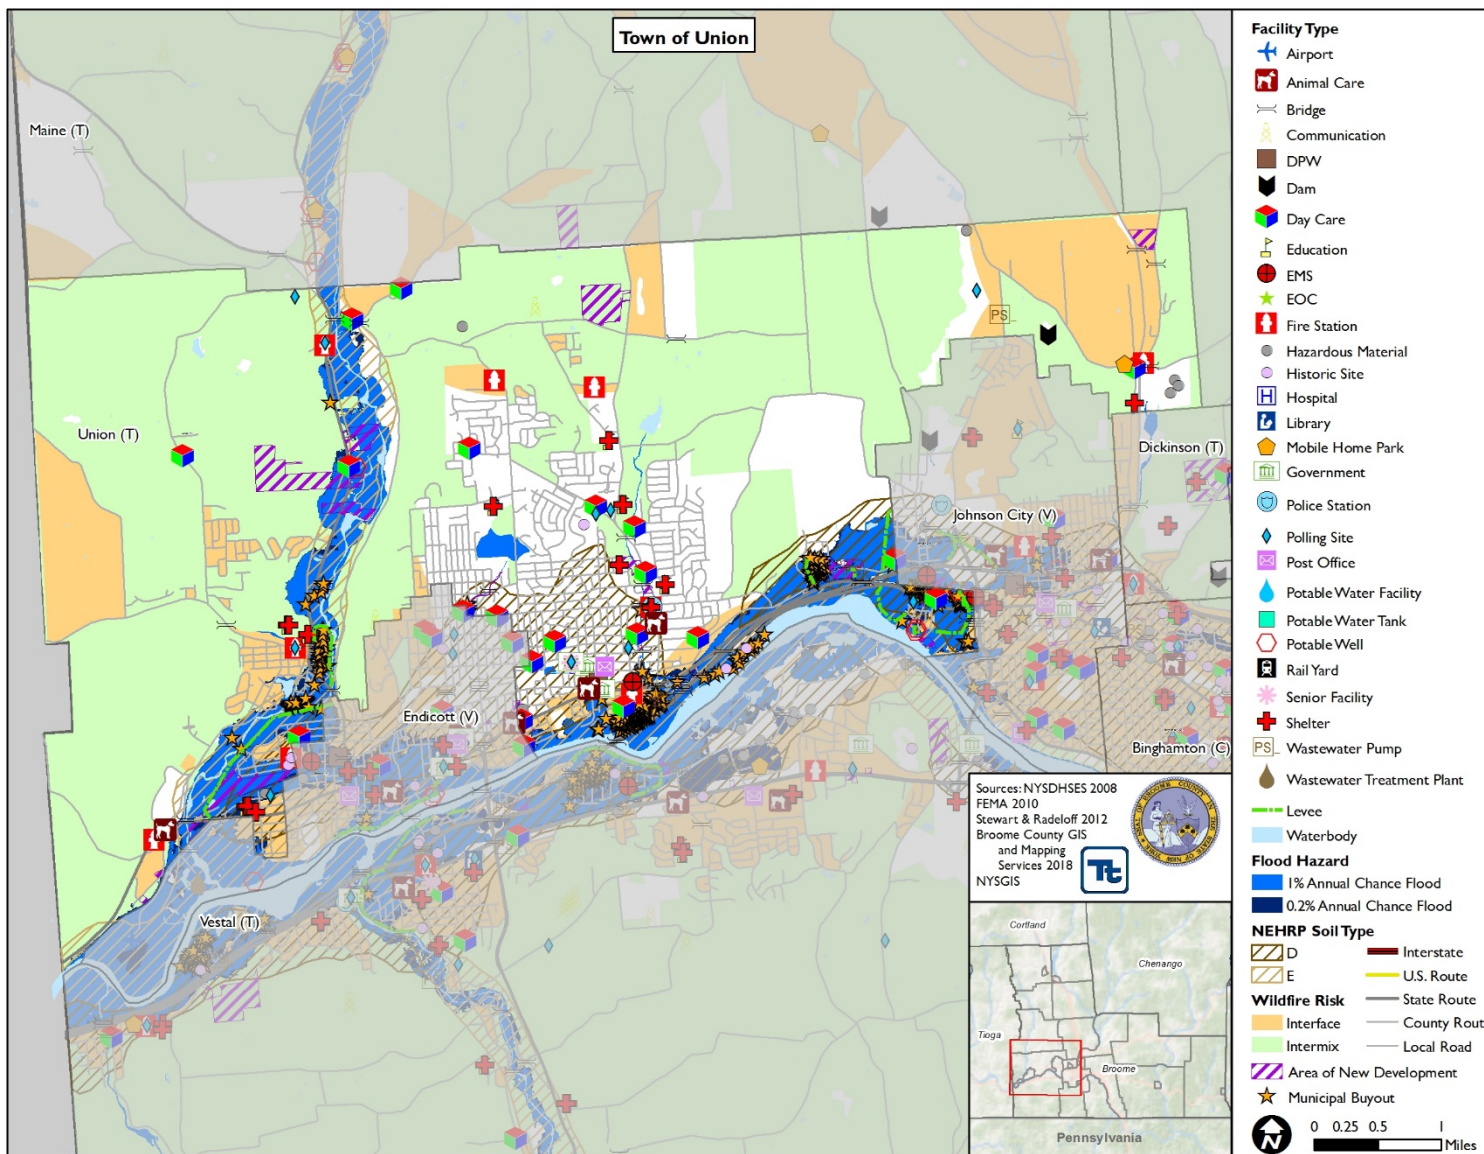 Town of Union
Maine (T)
Union (T)
Dickinson (T)
Johnson City (V)
Endicott (V)
Binghamton (C)
Vestal (T)
PS
Sources: NYSDHSES 2008
FEMA 2010
Stewart & Radeloff 2012
Broome County GIS
and Mapping
Services 2018
NYSGIS
Tt
Cortland
Chenango
Tioga
Broome
Pennsylvania
Facility Type
Airport
Animal Care
Bridge
Communication
DPW
Dam
Day Care
Education
EMS
EOC
Fire Station
Hazardous Material
Historic Site
H Hospital
Library
Mobile Home Park
Government
Police Station
Polling Site
Post Office
Potable Water Facility
Potable Water Tank
Potable Well
Rail Yard
Senior Facility
Shelter
PS Wastewater Pump
Wastewater Treatment Plant
Levee
Waterbody
Flood Hazard
1% Annual Chance Flood
0.2% Annual Chance Flood
NEHRP Soil Type
D Interstate
E U.S. Route
Wildfire Risk State Route
Interface County Rout
Intermix Local Road
Area of New Development
Municipal Buyout
N
0 0.25 0.5 1
Miles